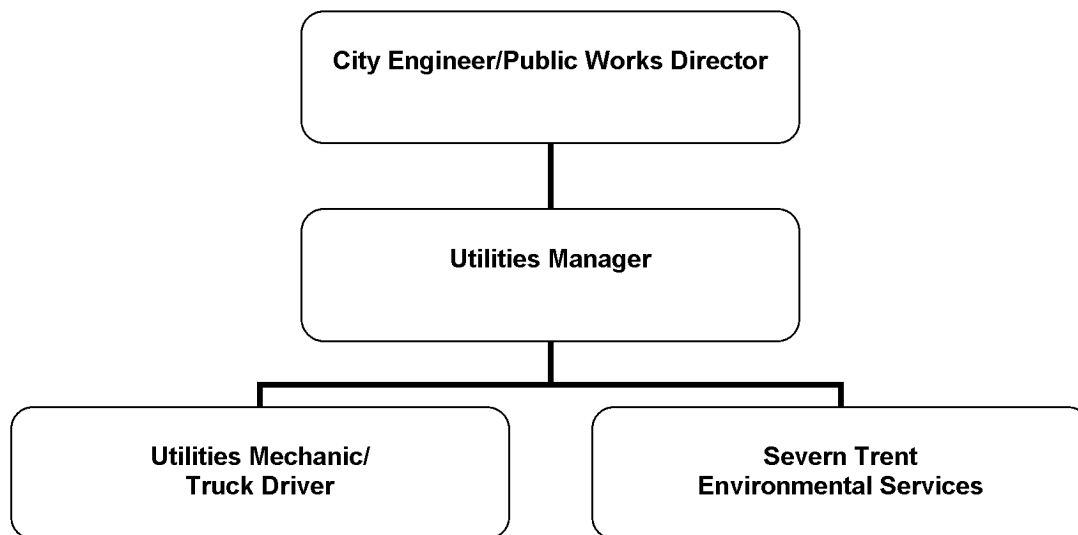 City Engineer/Public Works Director
Utilities Manager
Utilities Mechanic/
Truck Driver
Severn Trent
Environmental Services